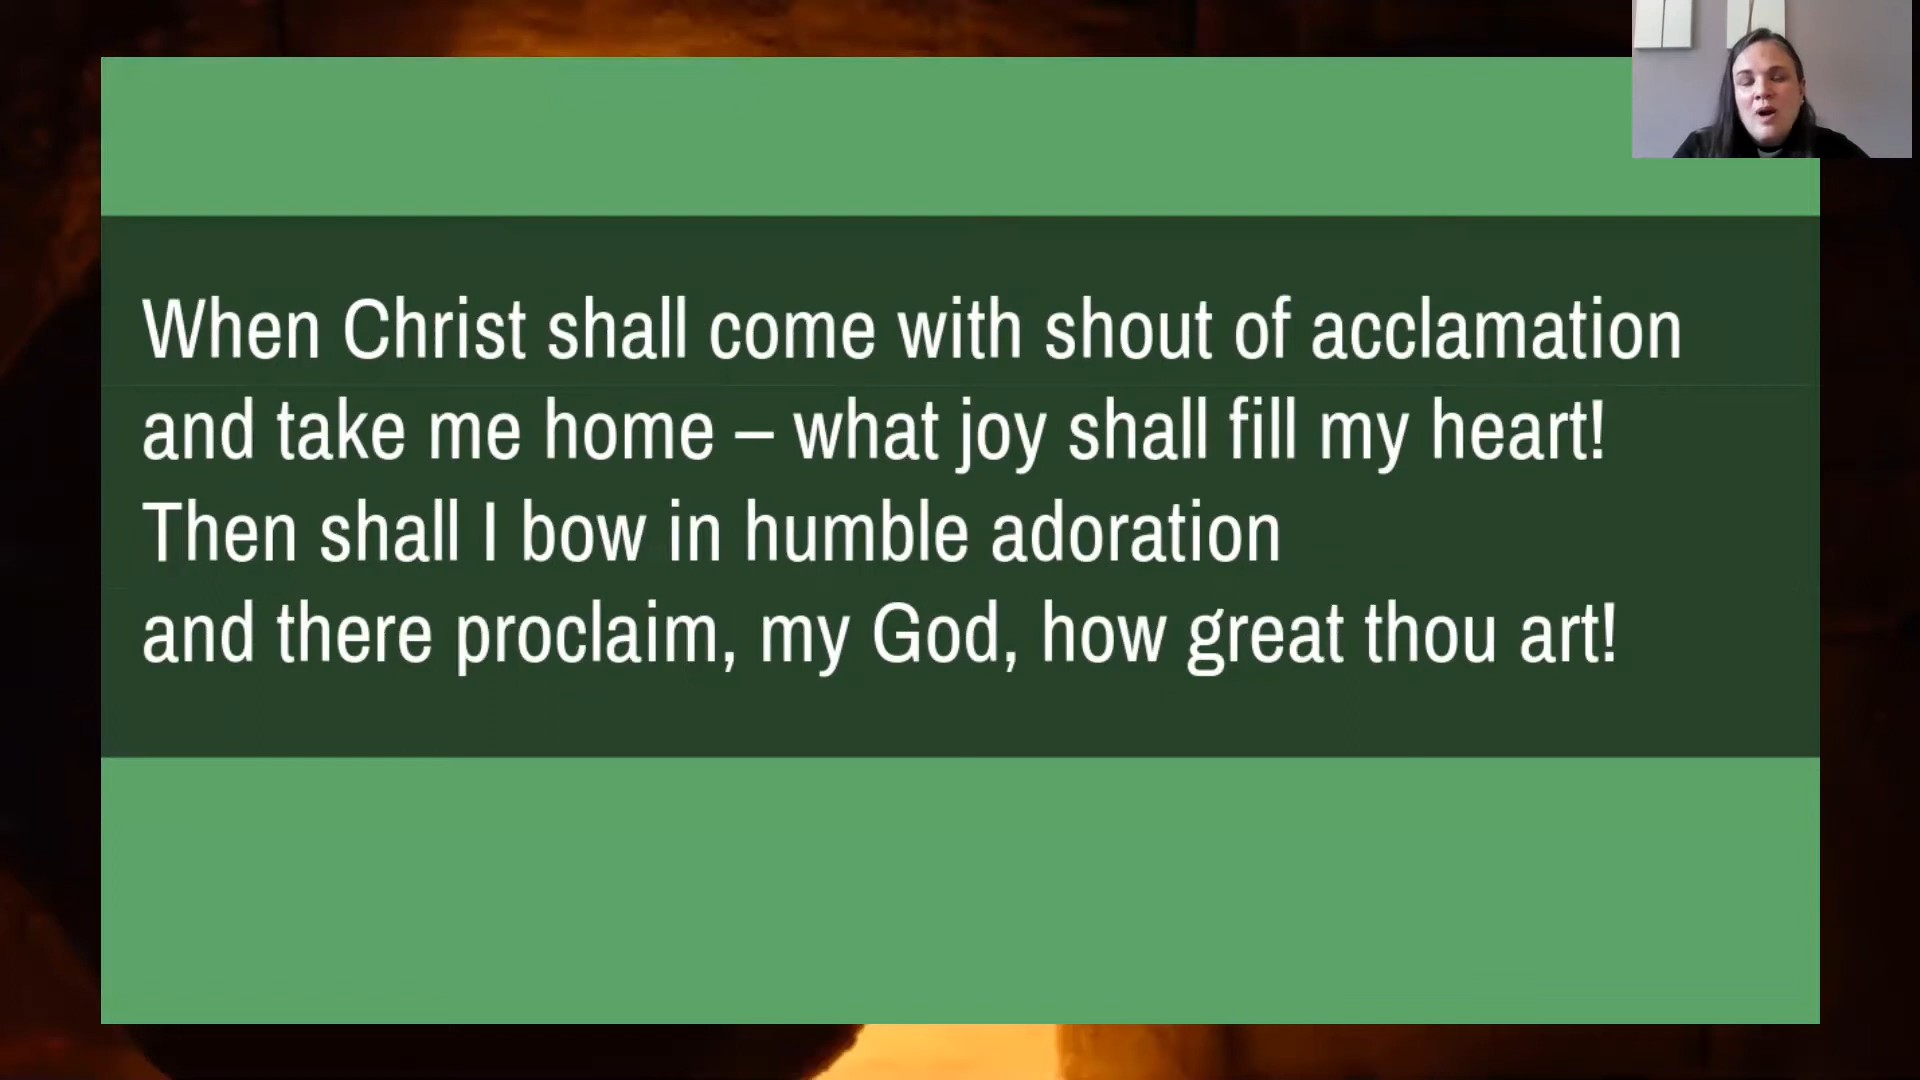 When Christ shall come with shout of acclamation
and take me home – what joy shall fill my heart!
Then shall I bow in humble adoration
and there proclaim, my God, how great thou art!